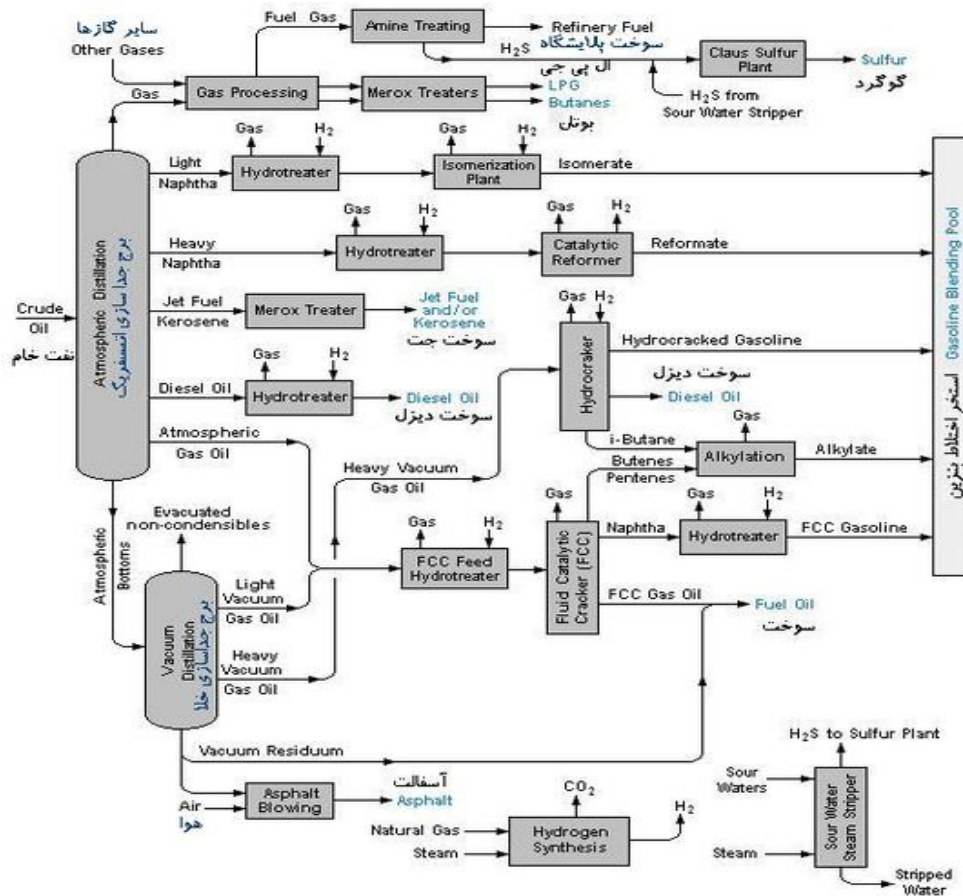 سایر گازها
Other Gases
Gas
Fuel Gas
Amine Treating
Refinery Fuel
سوخت پالایشگاه
H₂S
ال پی جی
Claus Sulfur
Plant
Sulfur
گوگرد
H₂S from
Sour Water Stripper
Gas Processing
Merox Treaters
LPG
Butanes
بوتان
Light
Naphtha
Gas
H₂
Hydrotreater
Gas
H₂
Isomerization
Plant
Isomerate
Heavy
Naphtha
Gas
H₂
Hydrotreater
Gas
H₂
Catalytic
Reformer
Reformate
Crude
Oil
نفت خام
Atmospheric Distillation
برج جداسازی اتمسفریک
Jet Fuel
Kerosene
Merox Treater
Jet Fuel
and/or
Kerosene
سوخت جت
Diesel Oil
Gas
H₂
Hydrotreater
Diesel Oil
سوخت دیزل
Gas
H₂
Hydrocraker
Hydrocracked Gasoline
سوخت دیزل
Diesel Oil
i-Butane
Butenes
Pentenes
Gas
Alkylation
Alkylate
Atmospheric
Gas Oil
Heavy Vacuum
Gas Oil
Atmospheric
Bottoms
Evacuated
non-condensibles
Vacuum
Distillation
برج جداسازی خلا
Light
Vacuum
Gas Oil
Heavy
Vacuum
Gas Oil
Gas
H₂
FCC Feed
Hydrotreater
Gas
Fluid Catalytic
Cracker (FCC)
Naphtha
Gas
H₂
Hydrotreater
FCC Gasoline
FCC Gas Oil
Fuel Oil
سوخت
Gasoline Blending Pool
استخر اختلاط بنزین
Vacuum Residuum
Air
هوا
Asphalt
Blowing
آسفالت
Asphalt
Natural Gas
Steam
CO₂
Hydrogen
Synthesis
H₂
H₂S to Sulfur Plant
Sour
Waters
Steam
Sour Water
Steam Stripper
Stripped
Water